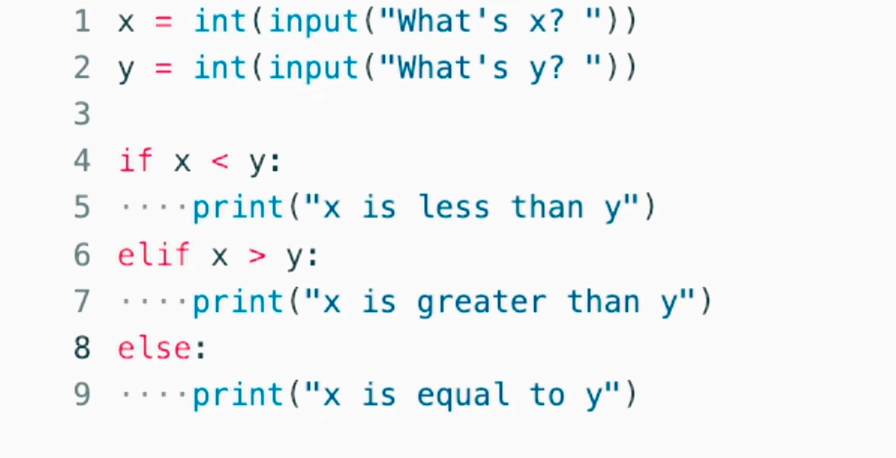 1 x = int(input("What's x? "))
2 y = int(input("What's y? "))
3
4 if x < y:
5 ····print("x is less than y")
6 elif x > y:
7 ····print("x is greater than y")
8 else:
9 ····print("x is equal to y")